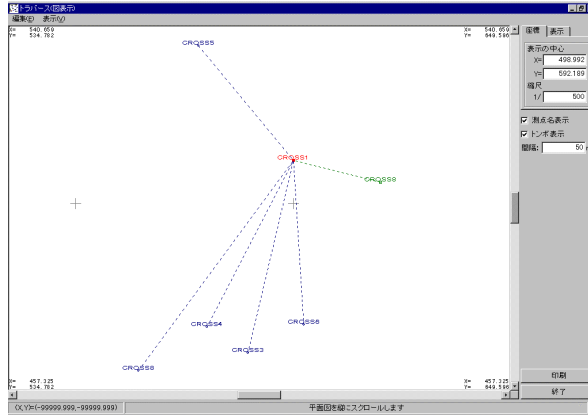 トラバース(図表示)
編集(E) 表示(V)
X= 540.659
Y= 534.782
X= 540.659
Y= 649.596
CROSS5
CROSS1
CROSS9
CROSS4
CROSS6
CROSS3
CROSS8
X= 457.325
Y= 534.782
X= 457.325
Y= 649.596
座標 表示
表示の中心
X= 498.992
Y= 592.189
縮尺
1/ 500
測点名表示
トンボ表示
間隔: 50
印刷
終了
(X,Y)=(-99999.999,-99999.999) 平面図を縦にスクロールします